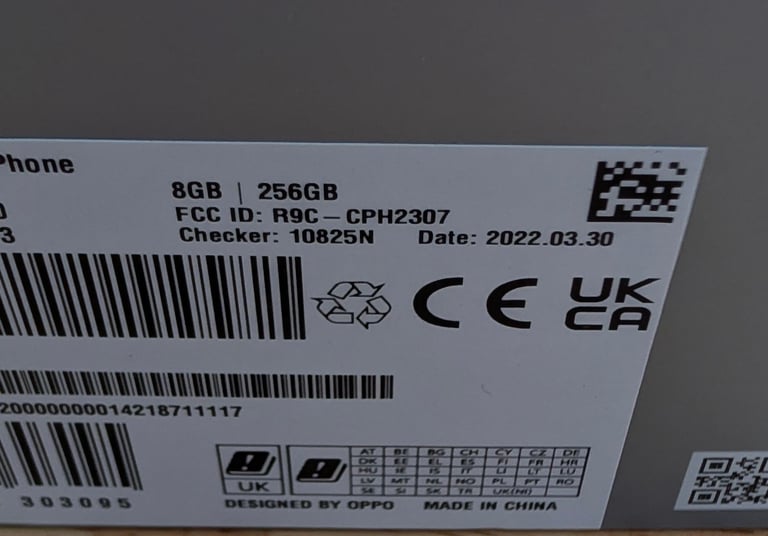 Phone
8GB | 256GB
0
FCC ID: R9C-CPH2307
3
Checker: 10825N Date: 2022.03.30
CE
UK
CA
20000000014218711117
UK
AT BE BG CH CY CZ DE
DK EE EL ES FI FR HR
HU IE IS IT LI LT LU
LV MT NL NO PL PT RO
SE SI SK TR UK(NI)
303095
DESIGNED BY OPPO MADE IN CHINA